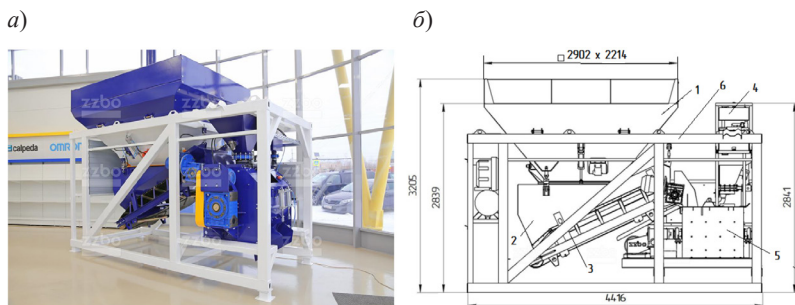 а)
б)
zzbo
calpeda
OMRON
zzbo
□ 2902 x 2214
1
6
4
3205
2839
2841
2
3
5
zzbo
4416